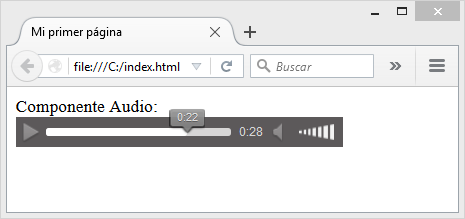 Mi primer página
file:///C:/index.html
Buscar
Componente Audio:
0:22
0:28